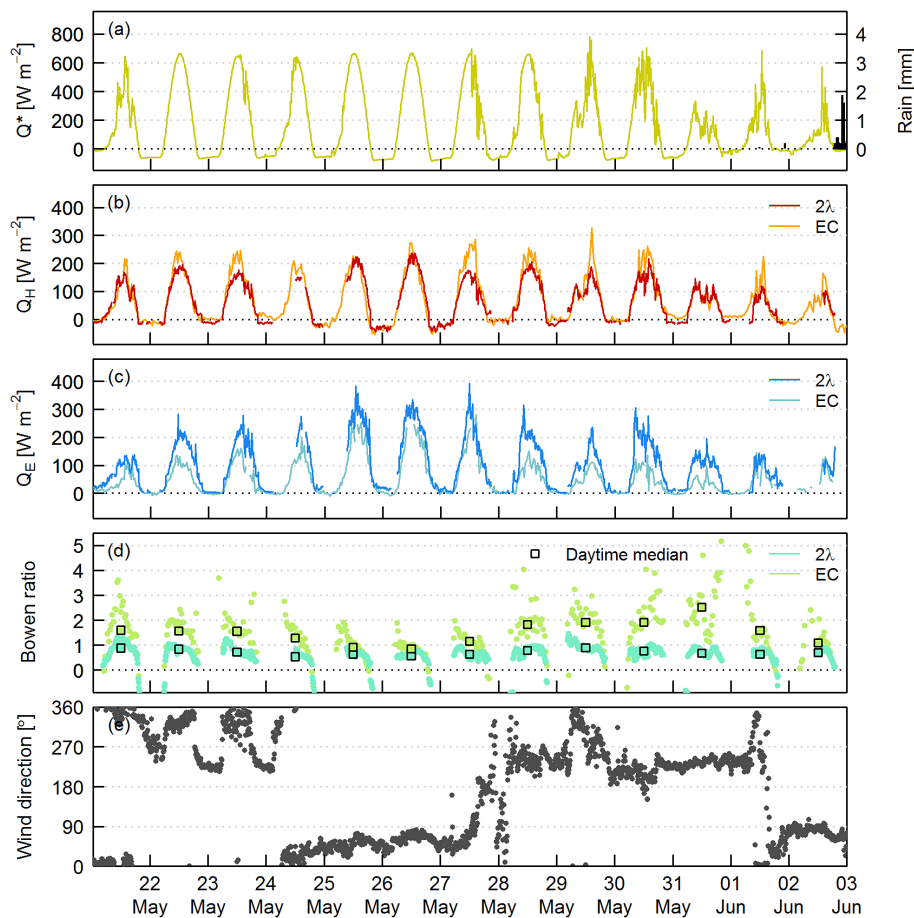 (a)
800
600
400
200
0
Q* [W m⁻²]
4
3
2
1
0
Rain [mm]
(b)
400
300
200
100
0
Q_H [W m⁻²]
2λ
EC
(c)
400
300
200
100
0
Q_E [W m⁻²]
2λ
EC
(d)
5
4
3
2
1
0
Bowen ratio
Daytime median
2λ
EC
(e)
360
270
180
90
0
Wind direction [°]
22 23 24 25 26 27 28 29 30 31 01 02 03
May May May May May May May May May May Jun Jun Jun